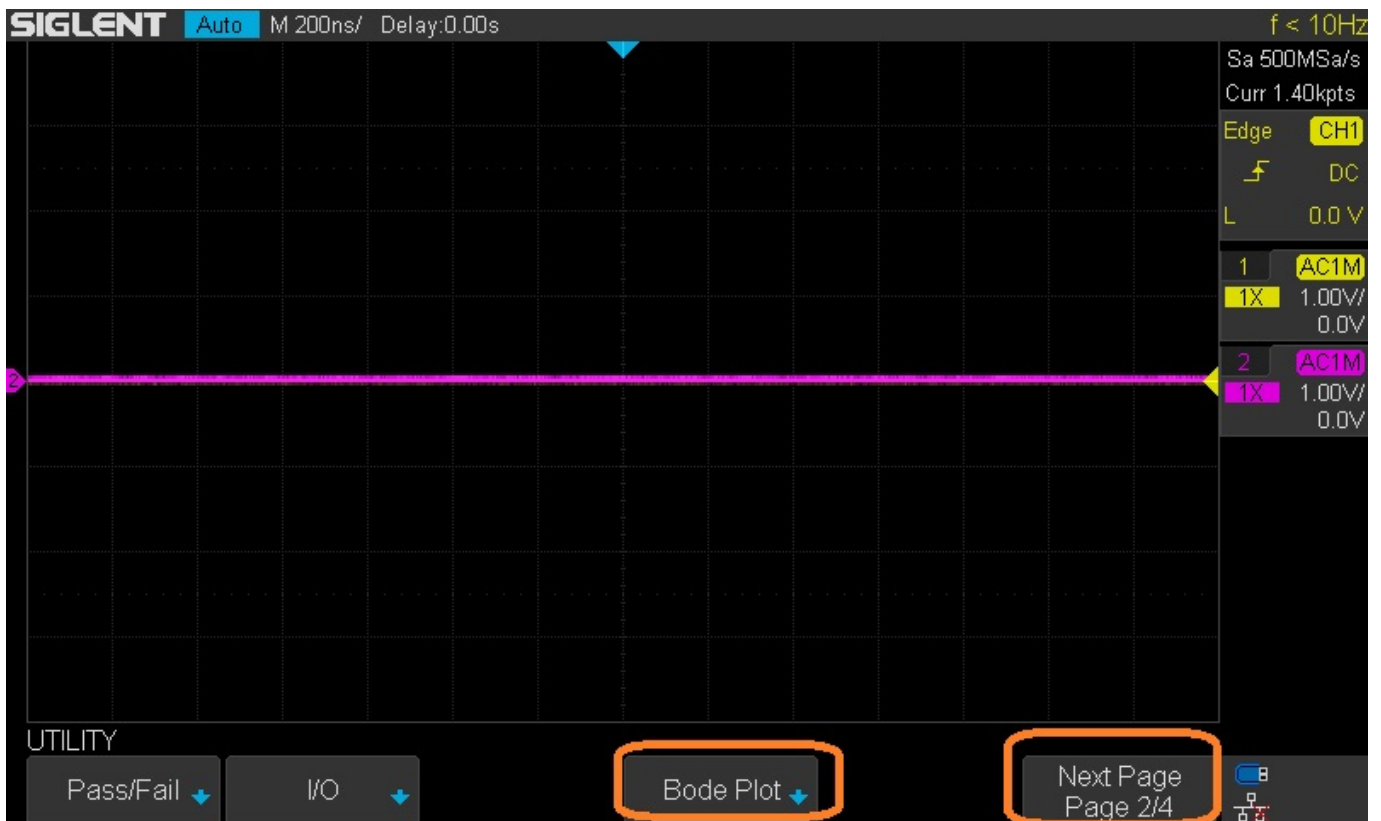 SIGLENT Auto M 200ns/ Delay:0.00s f < 10Hz
Sa 500MSa/s
Curr 1.40kpts
Edge CH1
DC
L 0.0 V
1 AC1M
1X 1.00V/
0.0V
2 AC1M
1X 1.00V/
0.0V
2
UTILITY
Pass/Fail I/O Bode Plot Next Page
Page 2/4